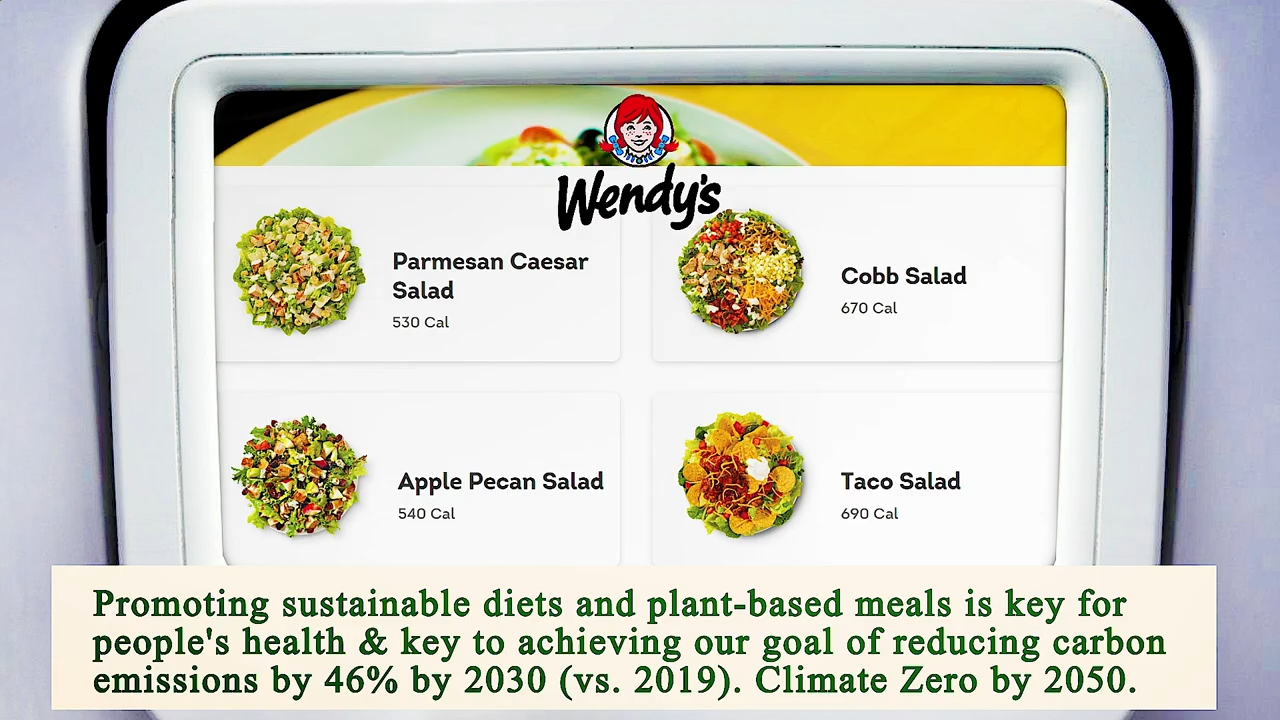 Wendy's
Parmesan Caesar
Salad
530 Cal
Cobb Salad
670 Cal
Apple Pecan Salad
540 Cal
Taco Salad
690 Cal
Promoting sustainable diets and plant-based meals is key for
people's health & key to achieving our goal of reducing carbon
emissions by 46% by 2030 (vs. 2019). Climate Zero by 2050.